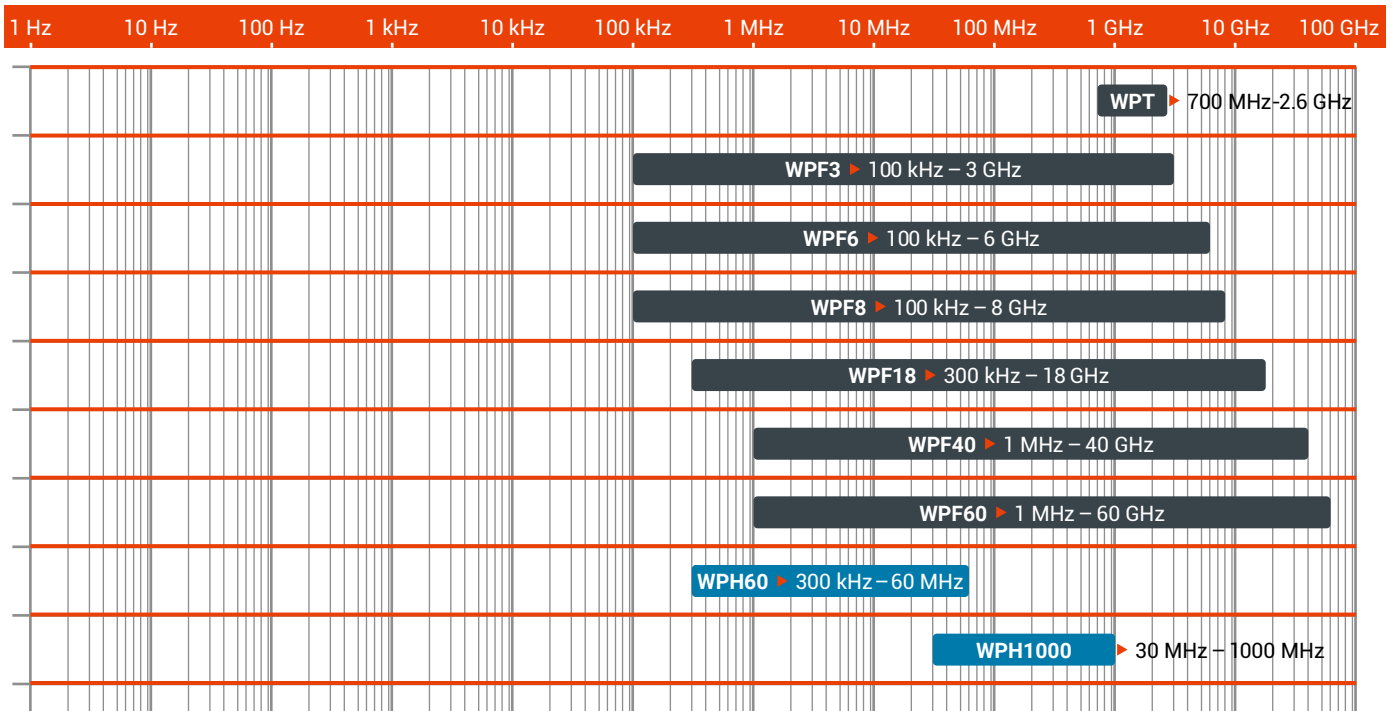 1 Hz 10 Hz 100 Hz 1 kHz 10 kHz 100 kHz 1 MHz 10 MHz 100 MHz 1 GHz 10 GHz 100 GHz
WPT ▶ 700 MHz-2.6 GHz
WPF3 ▶ 100 kHz – 3 GHz
WPF6 ▶ 100 kHz – 6 GHz
WPF8 ▶ 100 kHz – 8 GHz
WPF18 ▶ 300 kHz – 18 GHz
WPF40 ▶ 1 MHz – 40 GHz
WPF60 ▶ 1 MHz – 60 GHz
WPH60 ▶ 300 kHz – 60 MHz
WPH1000 ▶ 30 MHz – 1000 MHz